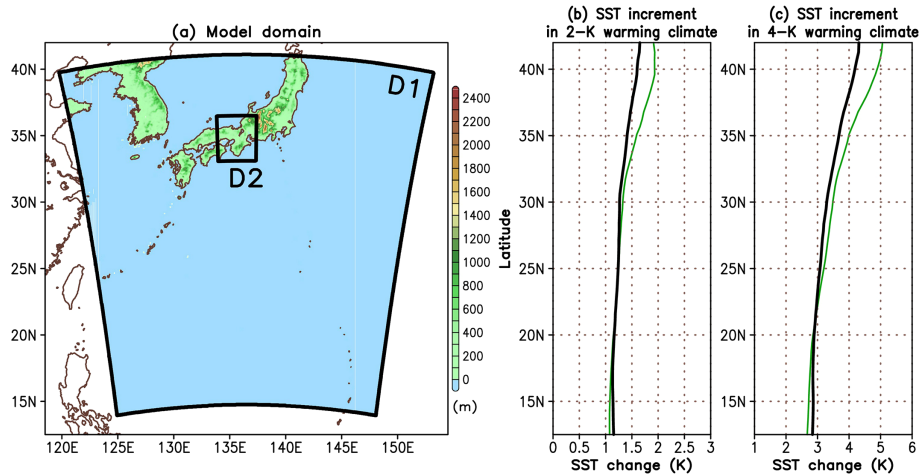 (a) Model domain
40N
35N
30N
25N
20N
15N
120E 125E 130E 135E 140E 145E 150E
D1
D2
2400
2200
2000
1800
1600
1400
1200
1000
800
600
400
200
0
(m)
(b) SST increment
in 2-K warming climate
Latitude
40N
35N
30N
25N
20N
15N
0 0.5 1 1.5 2 2.5 3
SST change (K)
(c) SST increment
in 4-K warming climate
40N
35N
30N
25N
20N
15N
1 2 3 4 5 6
SST change (K)